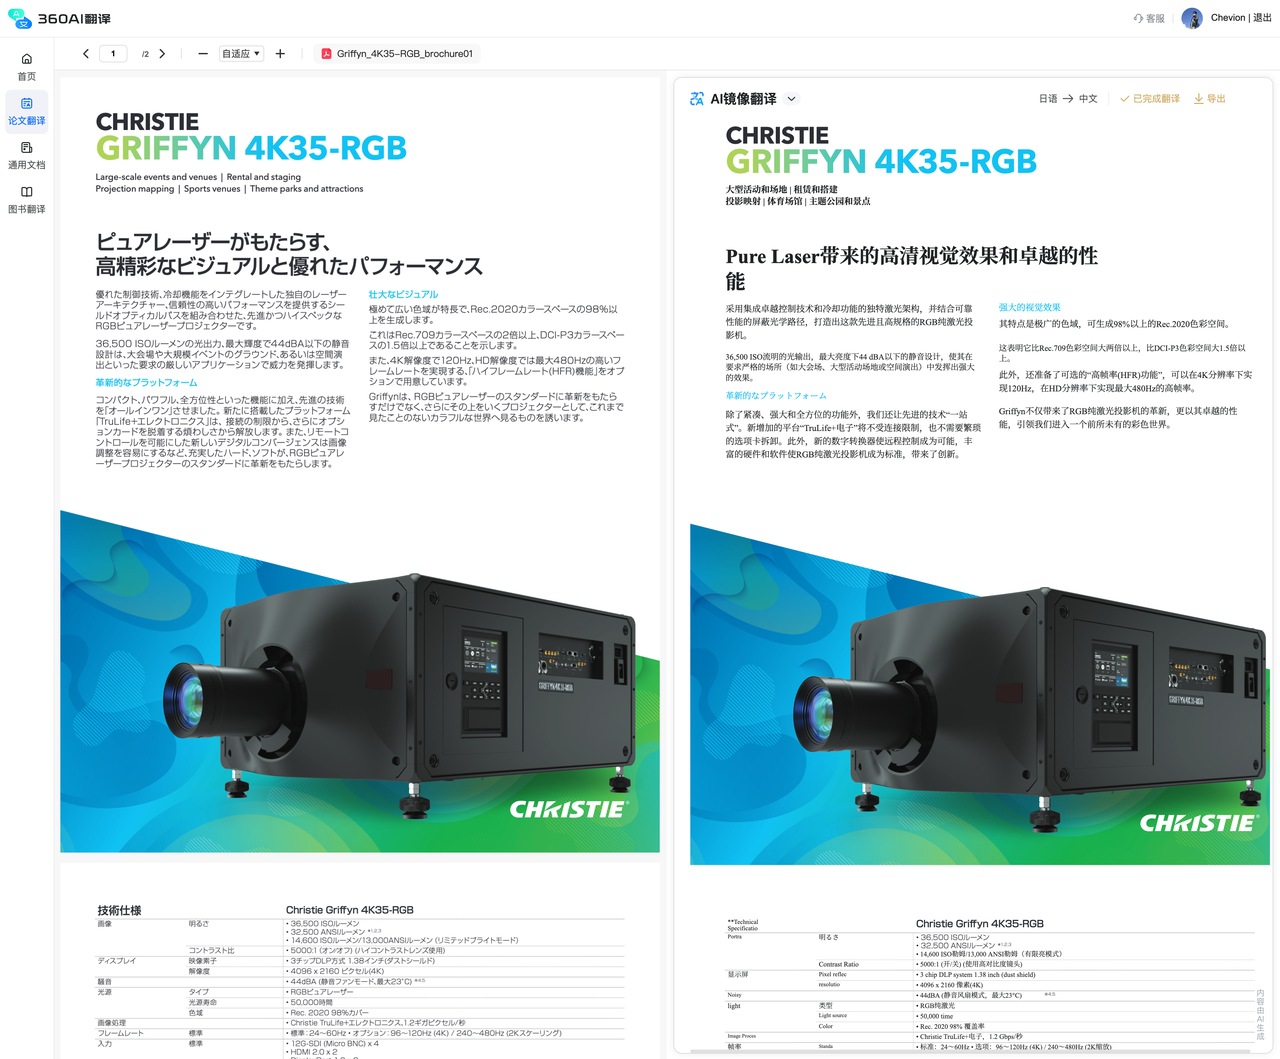 360AI翻译
客服
Chevion | 退出
首页
论文翻译
通用文档
图书翻译
1
/2
自适应
Griffyn_4K35-RGB_brochure01
CHRISTIE
GRIFFYN 4K35-RGB
Large-scale events and venues | Rental and staging
Projection mapping | Sports venues | Theme parks and attractions
ピュアレーザーがもたらす、
高精彩なビジュアルと優れたパフォーマンス
優れた制御技術、冷却機能をインテグレートした独自のレーザー
アーキテクチャー、信頼性の高いパフォーマンスを提供するシー
ルドオプティカルパスを組み合わせた、先進かつハイスペックな
RGBピュアレーザープロジェクターです。
36,500 ISOルーメンの光出力、最大輝度で44dBA以下の静音
設計は、大会場や大規模イベントのグラウンド、あるいは空間演
出といった要求の厳しいアプリケーションで威力を発揮します。
革新的なプラットフォーム
コンパクト、パワフル、全方位性といった機能に加え、先進の技術
を「オールインワン」させました。新たに搭載したプラットフォーム
「TruLife+エレクトロニクス」は、接続の制限から、さらにオプシ
ョンカードを脱着する煩わしさから解放します。また、リモートコ
ントロールを可能にした新しいデジタルコンバージェンスは画像
調整を容易にするなど、充実したハード、ソフトが、RGBピュアレ
ーザープロジェクターのスタンダードに革新をもたらします。
壮大なビジュアル
極めて広い色域が特長で、Rec.2020カラースペースの98%以
上を生成します。
これはRec.709カラースペースの2倍以上、DCI-P3カラースペー
スの1.5倍以上であることを示します。
また、4K解像度で120Hz、HD解像度では最大480Hzの高いフ
レームレートを実現する、「ハイフレームレート(HFR)機能」をオプ
ションで用意しています。
Griffynは、RGBピュアレーザーのスタンダードに革新をもたら
すだけでなく、さらにその上をいくプロジェクターとして、これまで
見たことのないカラフルな世界へ見るものを誘います。
GRIFFYN 4K35-RGB
CHRISTIE
技術仕様
Christie Griffyn 4K35-RGB
画像 明るさ • 36,500 ISOルーメン
• 32,500 ANSIルーメン *1,2,3
• 14,600 ISOルーメン/13,000ANSIルーメン (リミテッドブライトモード)
コントラスト比 • 5000:1 (オン/オフ) (ハイコントラストレンズ使用)
ディスプレイ 映像素子 • 3チップDLP方式 1.38インチ(ダストシールド)
解像度 • 4096 x 2160 ピクセル(4K)
騒音 • 44dBA (静音ファンモード、最大23°C) *4,5
光源 タイプ • RGBピュアレーザー
光源寿命 • 50,000時間
色域 • Rec. 2020 98%カバー
画像処理 • Christie TruLife+エレクトロニクス、1.2ギガピクセル/秒
フレームレート 標準 • 標準：24〜60Hz • オプション：96〜120Hz (4K) / 240〜480Hz (2Kスケーリング)
入力 標準 • 12G-SDI (Micro BNC) x 4
• HDMI 2.0 x 2
AI镜像翻译
日语 → 中文
已完成翻译
导出
CHRISTIE
GRIFFYN 4K35-RGB
大型活动和场地 | 租赁和搭建
投影映射 | 体育场馆 | 主题公园和景点
Pure Laser带来的高清视觉效果和卓越的性
能
采用集成卓越控制技术和冷却功能的独特激光架构，并结合可靠
性能的屏蔽光学路径，打造出这款先进且高规格的RGB纯激光投
影机。
36,500 ISO流明的光输出，最大亮度下44 dBA以下的静音设计，使其在
要求严格的场所（如大会场、大型活动场地或空间演出）中发挥出强大
的效果。
革新的なプラットフォーム
除了紧凑、强大和全方位的功能外，我们还让先进的技术“一站
式”。新增加的平台“TruLife+电子”将不受连接限制，也不需要繁琐
的选项卡拆卸。此外，新的数字转换器使远程控制成为可能，丰
富的硬件和软件使RGB纯激光投影机成为标准，带来了创新。
强大的视觉效果
其特点是极广的色域，可生成98%以上的Rec.2020色彩空间。
这表明它比Rec.709色彩空间大两倍以上，比DCI-P3色彩空间大1.5倍以
上。
此外，还准备了可选的“高帧率(HFR)功能”，可以在4K分辨率下实
现120Hz，在HD分辨率下实现最大480Hz的高帧率。
Griffyn不仅带来了RGB纯激光投影机的革新，更以其卓越的性
能，引领我们进入一个前所未有的彩色世界。
GRIFFYN 4K35-RGB
CHRISTIE
**Technical
Specificatio
Christie Griffyn 4K35-RGB
Portra 明るさ • 36,500 ISOルーメン
• 32,500 ANSIルーメン *1,2,3
• 14,600 ISO勒姆/13,000 ANSI勒姆（有限亮模式）
Contrast Ratio • 5000:1 (开/关) (使用高对比度镜头)
显示屏 Pixel reflec • 3 chip DLP system 1.38 inch (dust shield)
resolutio • 4096 x 2160 像素(4K)
Noisy • 44dBA (静音风扇模式，最大23°C) *4,5
light 类型 • RGB纯激光
Light source • 50,000 time
Color • Rec. 2020 98% 覆盖率
Image Proces • Christie TruLife+电子，1.2 Gbps/秒
帧率 Standa • 标准：24〜60Hz • 选项：96〜120Hz (4K) / 240〜480Hz (2K缩放)
内容由AI生成